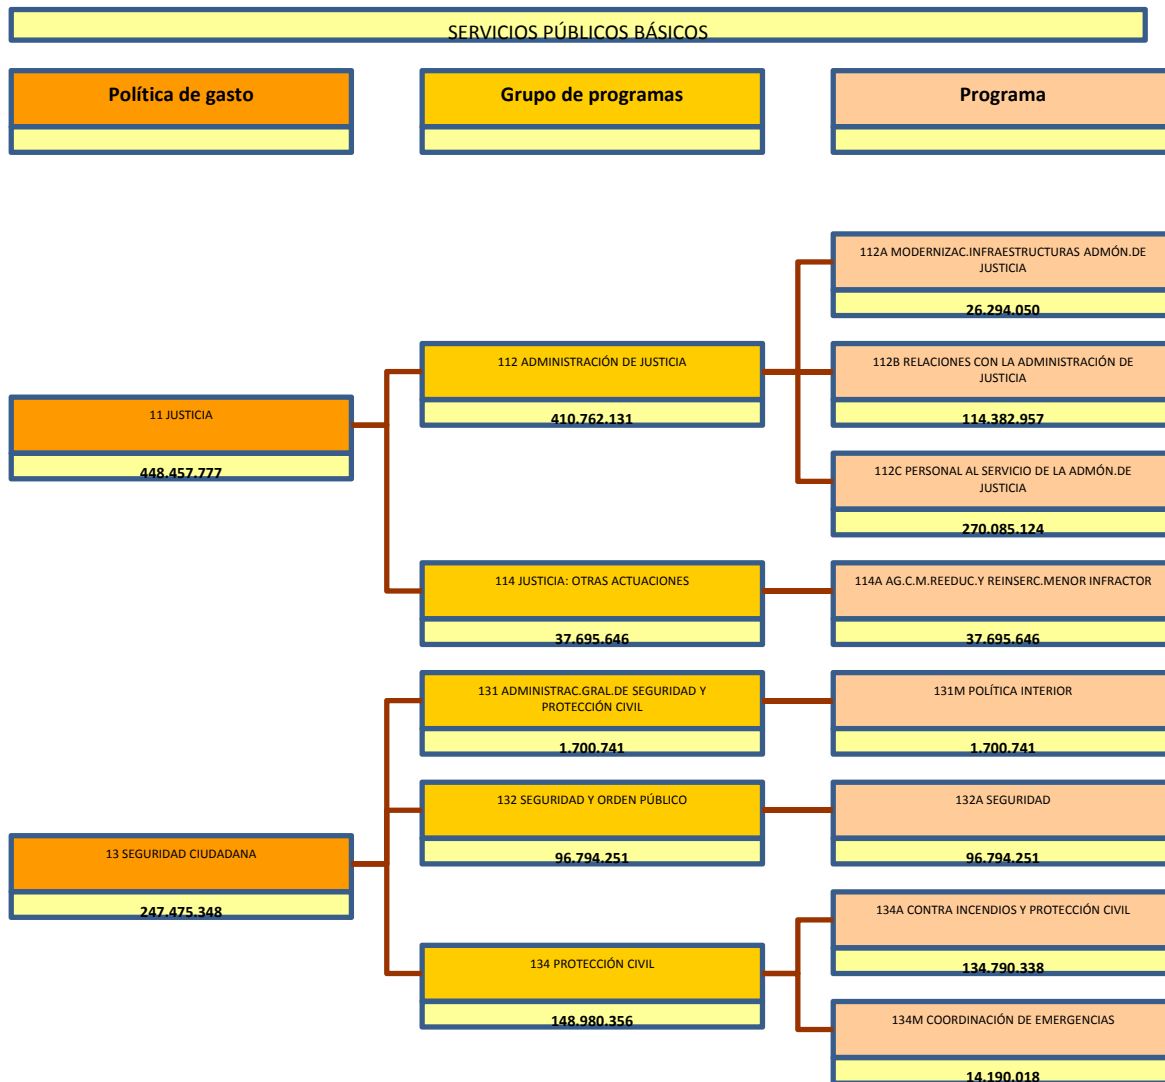 SERVICIOS PÚBLICOS BÁSICOS
Política de gasto
Grupo de programas
Programa
112A MODERNIZAC.INFRAESTRUCTURAS ADMÓN.DE
JUSTICIA
26.294.050
112 ADMINISTRACIÓN DE JUSTICIA
410.762.131
112B RELACIONES CON LA ADMINISTRACIÓN DE
JUSTICIA
114.382.957
11 JUSTICIA
448.457.777
112C PERSONAL AL SERVICIO DE LA ADMÓN.DE
JUSTICIA
270.085.124
114 JUSTICIA: OTRAS ACTUACIONES
37.695.646
114A AG.C.M.REEDUC.Y REINSERC.MENOR INFRACTOR
37.695.646
131 ADMINISTRAC.GRAL.DE SEGURIDAD Y
PROTECCIÓN CIVIL
1.700.741
131M POLÍTICA INTERIOR
1.700.741
132 SEGURIDAD Y ORDEN PÚBLICO
96.794.251
132A SEGURIDAD
96.794.251
13 SEGURIDAD CIUDADANA
247.475.348
134A CONTRA INCENDIOS Y PROTECCIÓN CIVIL
134.790.338
134 PROTECCIÓN CIVIL
148.980.356
134M COORDINACIÓN DE EMERGENCIAS
14.190.018